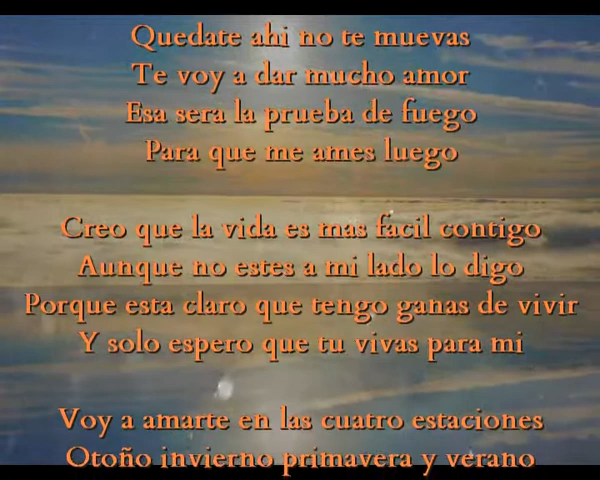 Quedate ahi no te muevas
Te voy a dar mucho amor
Esa sera la prueba de fuego
Para que me ames luego
Creo que la vida es mas facil contigo
Aunque no estes a mi lado lo digo
Porque esta claro que tengo ganas de vivir
Y solo espero que tu vivas para mi
Voy a amarte en las cuatro estaciones
Otoño invierno primavera y verano